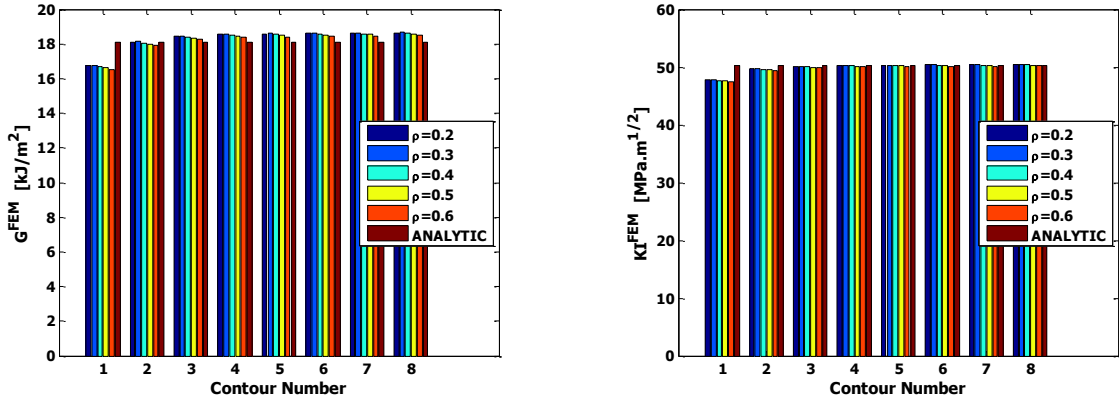 20
18
16
14
12
10
8
6
4
2
0
G^FEM [kJ/m^2]
1 2 3 4 5 6 7 8
Contour Number
ρ=0.2
ρ=0.3
ρ=0.4
ρ=0.5
ρ=0.6
ANALYTIC
60
50
40
30
20
10
0
KI^FEM [MPa.m^1/2]
1 2 3 4 5 6 7 8
Contour Number
ρ=0.2
ρ=0.3
ρ=0.4
ρ=0.5
ρ=0.6
ANALYTIC